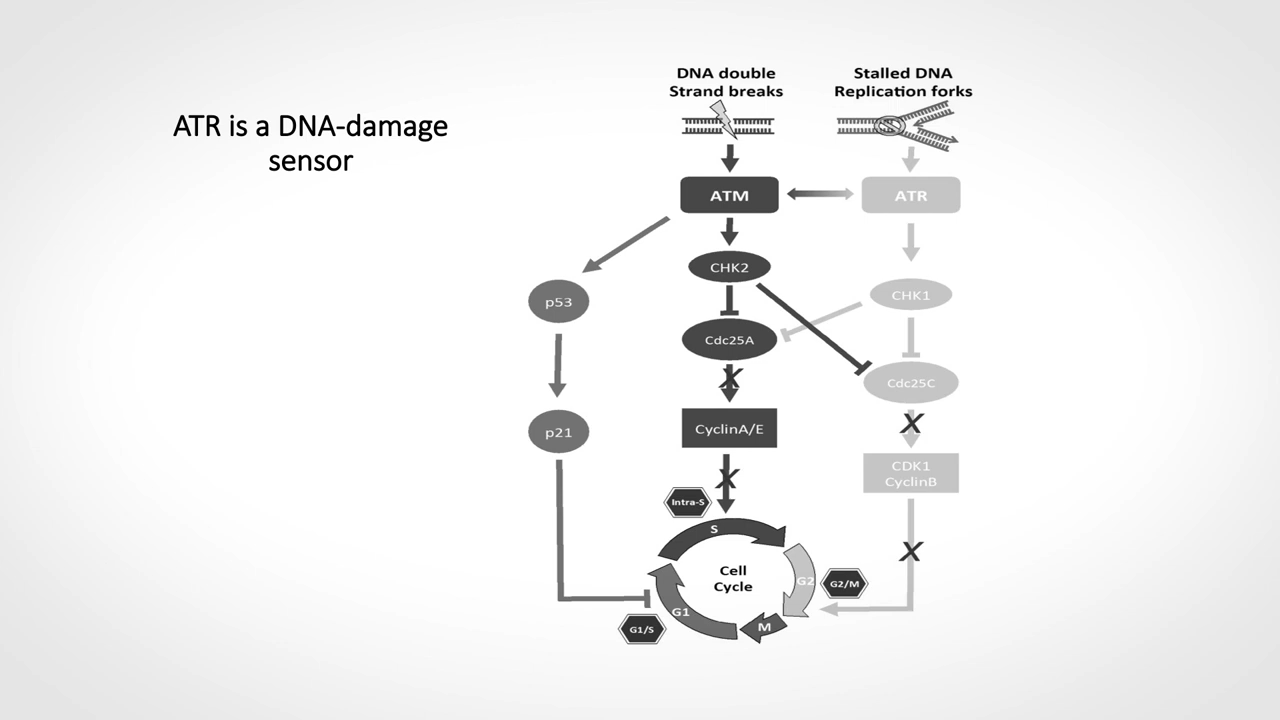 ATR is a DNA-damage
sensor
DNA double
Strand breaks
Stalled DNA
Replication forks
ATM
ATR
CHK2
CHK1
p53
Cdc25A
Cdc25C
p21
CyclinA/E
CDK1
CyclinB
X
X
X
X
Intra-S
S
Cell
Cycle
G2
G2/M
G1
M
G1/S